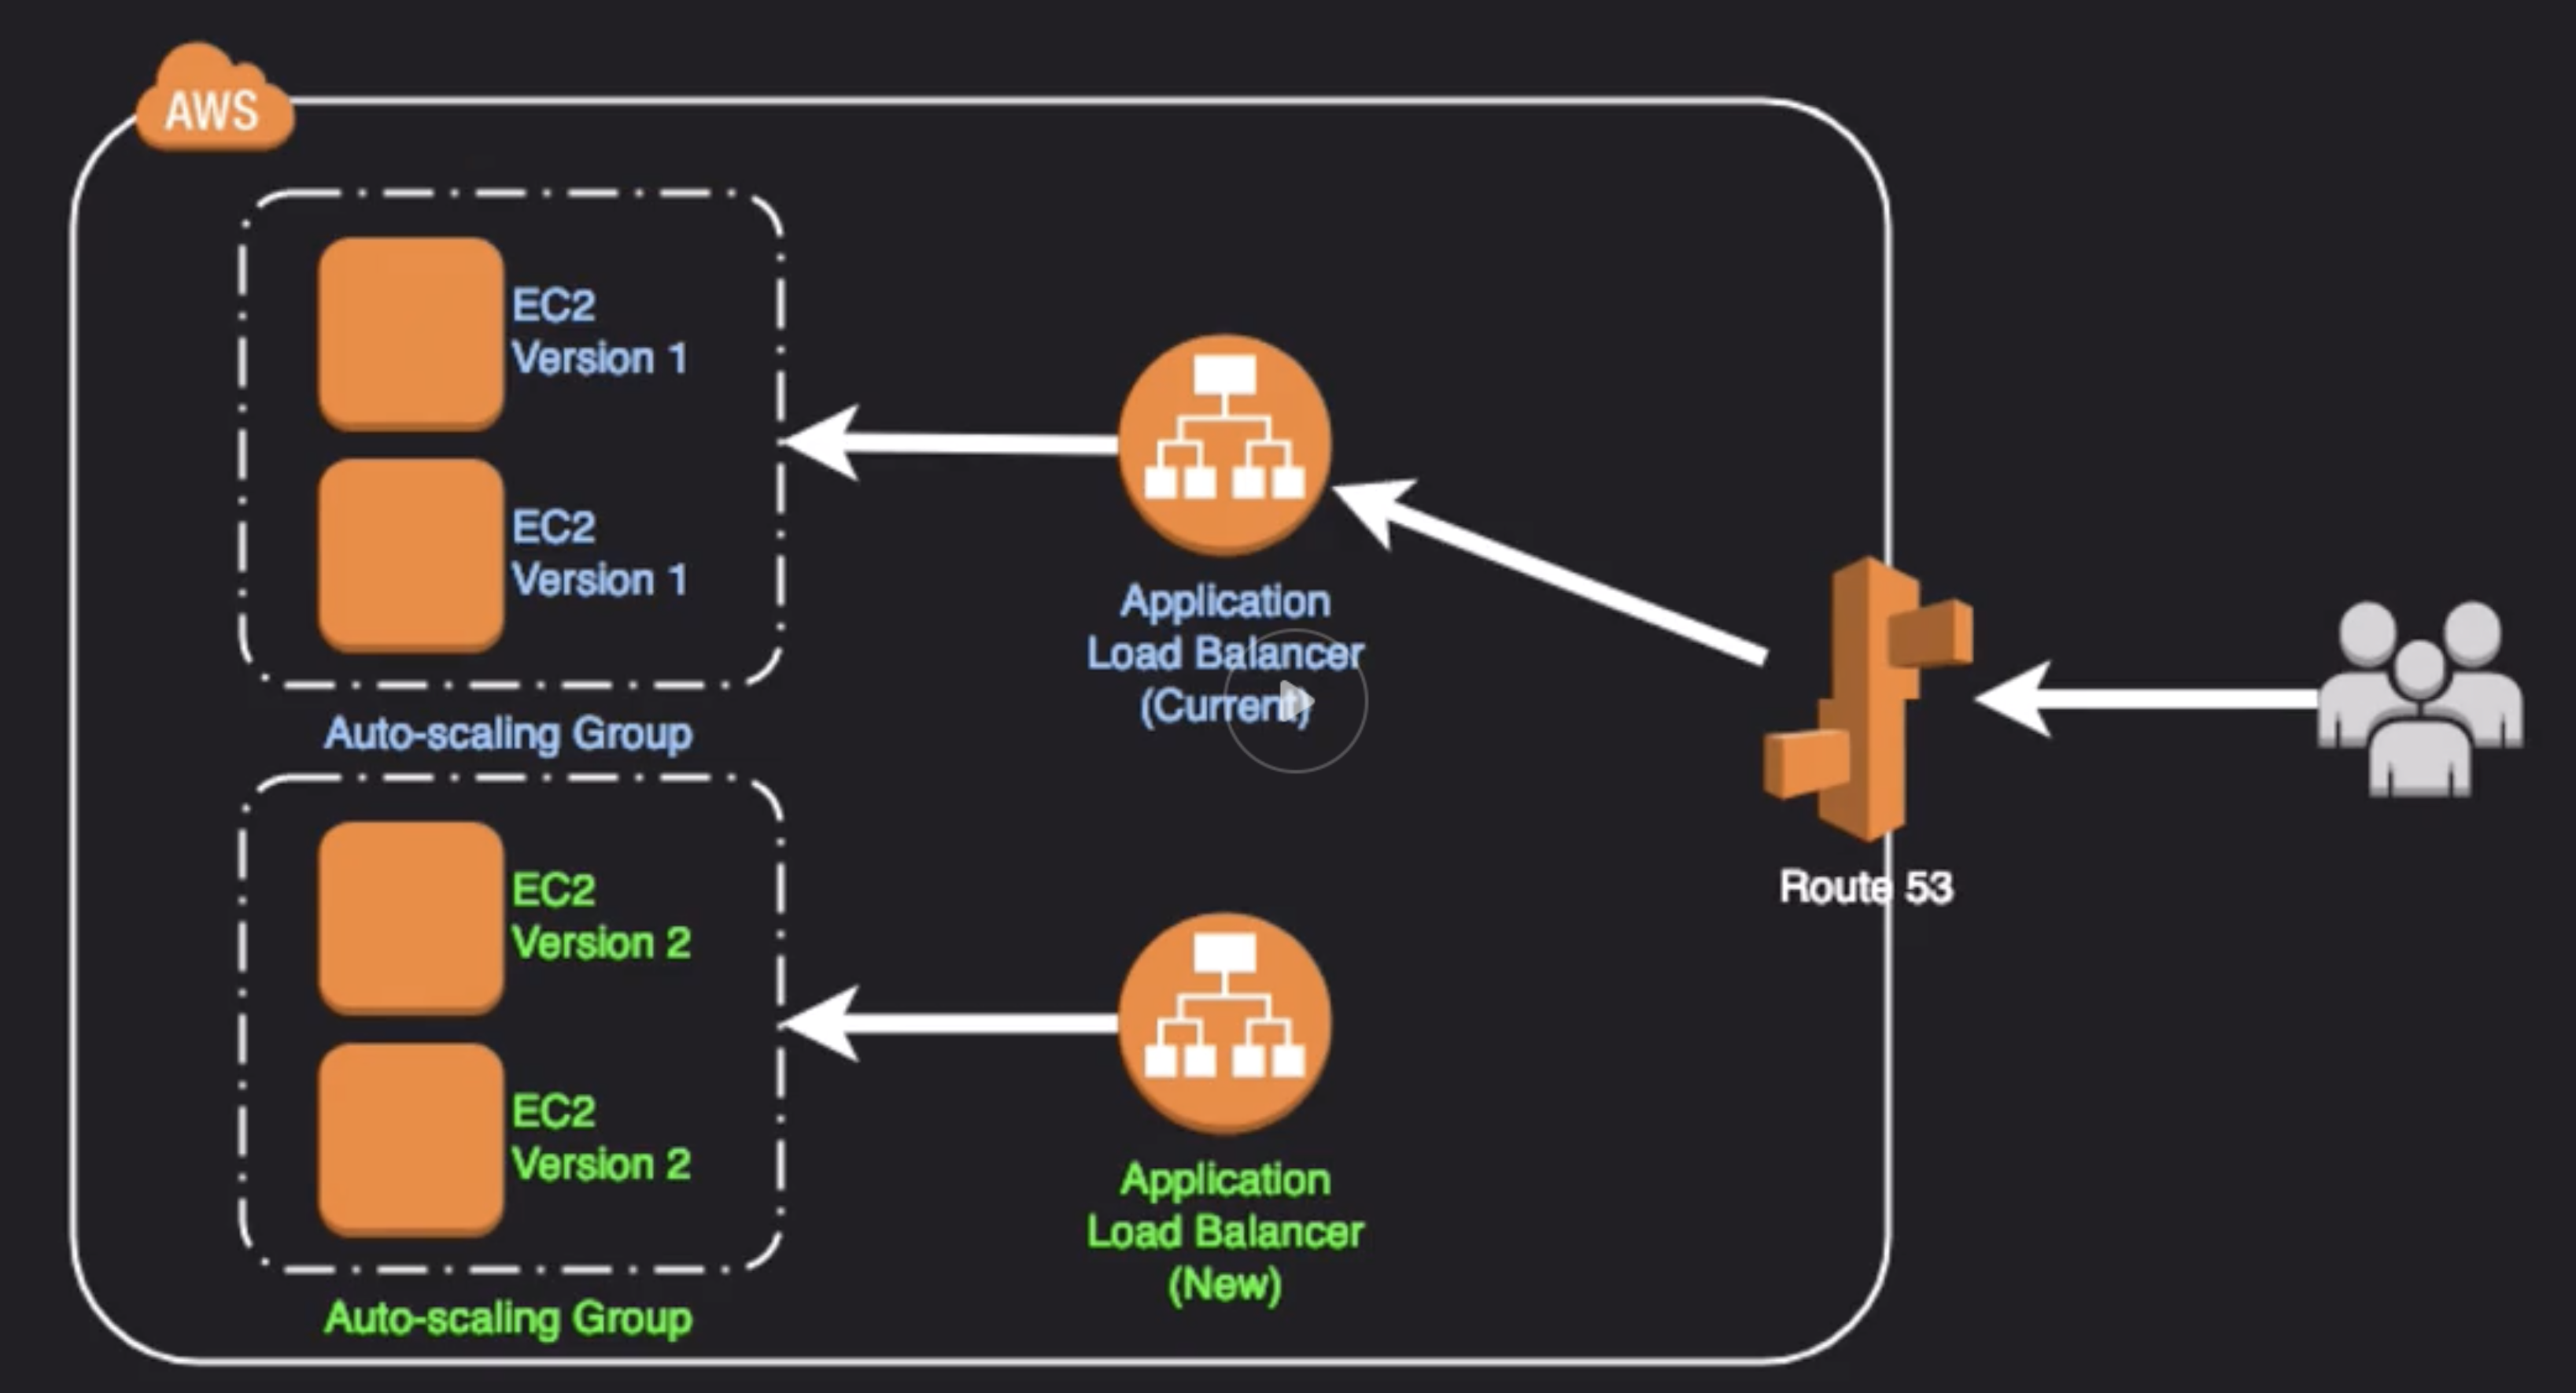 AWS
EC2
Version 1
EC2
Version 1
Auto-scaling Group
Application
Load Balancer
(Current)
Route 53
EC2
Version 2
EC2
Version 2
Auto-scaling Group
Application
Load Balancer
(New)